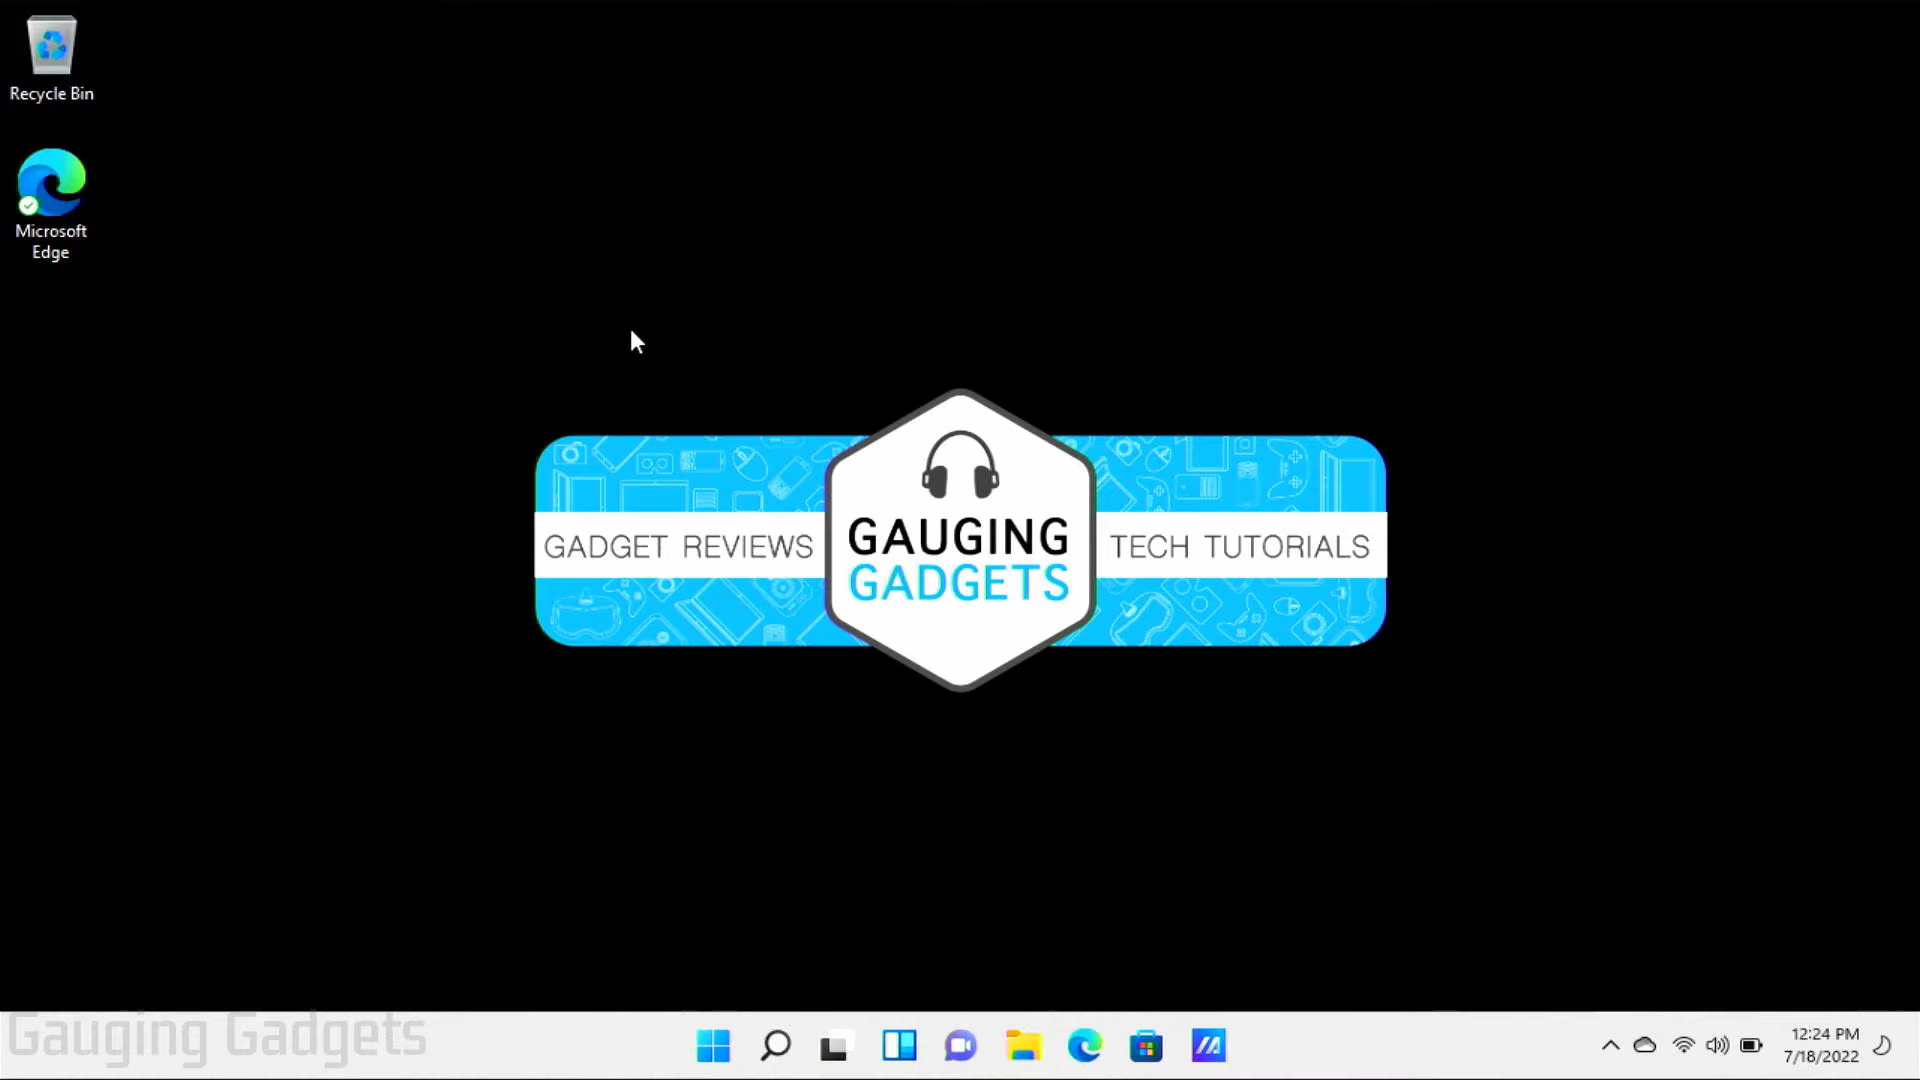 Recycle Bin
Microsoft
Edge
GADGET REVIEWS
GAUGING
GADGETS
TECH TUTORIALS
Gauging Gadgets
12:24 PM
7/18/2022